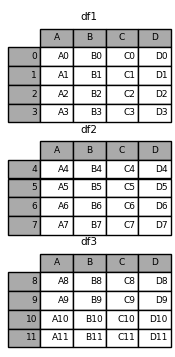 df1
A B C D
0 A0 B0 C0 D0
1 A1 B1 C1 D1
2 A2 B2 C2 D2
3 A3 B3 C3 D3
df2
A B C D
4 A4 B4 C4 D4
5 A5 B5 C5 D5
6 A6 B6 C6 D6
7 A7 B7 C7 D7
df3
A B C D
8 A8 B8 C8 D8
9 A9 B9 C9 D9
10 A10 B10 C10 D10
11 A11 B11 C11 D11